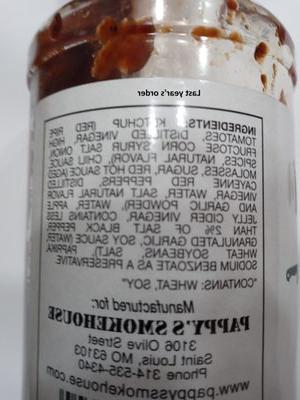 Last year's order
INGREDIENTS: KETCHUP (RED RIPE
TOMATOES, DISTILLED VINEGAR, HIGH
FRUCTOSE CORN SYRUP, SALT, ONION,
SPICES, NATURAL FLAVOR), CHILI SAUCE,
MOLASSES, SUGAR, RED HOT SAUCE (AGED
CAYENNE RED PEPPERS, DISTILLED
VINEGAR, WATER, SALT, NATURAL FLAVOR
AND GARLIC POWDER), WATER, APPLE
JELLY, CIDER VINEGAR, CONTAINS LESS
THAN 2% OF SALT, BLACK PEPPER,
GRANULATED GARLIC, SOY SAUCE (WATER,
WHEAT, SOYBEANS, SALT), PAPRIKA,
SODIUM BENZOATE AS A PRESERVATIVE
"CONTAINS: WHEAT, SOY"
Manufactured for:
PAPPY'S SMOKEHOUSE
3106 Olive Street
Saint Louis, MO 63103
Phone 314-535-4340
www.pappyssmokehouse.com